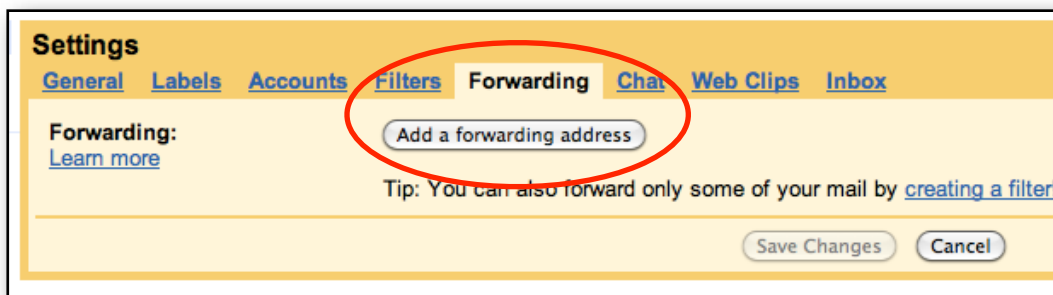 Settings
General Labels Accounts Filters Forwarding Chat Web Clips Inbox
Forwarding: Add a forwarding address
Learn more
Tip: You can also forward only some of your mail by creating a filter!
Save Changes Cancel